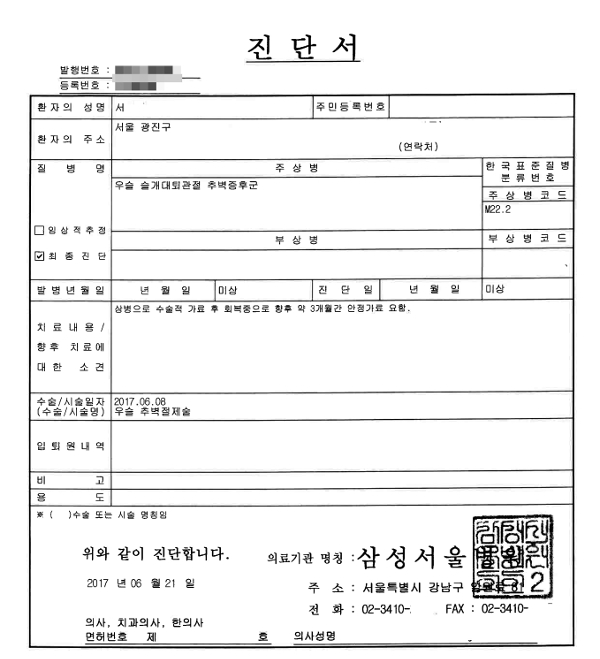 진 단 서
발행번호 :
등록번호 :
환자의 성명 서
주민등록번호
환자의 주소 서울 광진구
(연락처)
질 병 명 주 상 병 한국표준질병
분류번호
우슬 슬개대퇴관절 추벽증후군 주 상 병 코 드
M22.2
□임상적추정
부 상 병 부 상 병 코 드
☑최 종 진 단
발병년월일 년 월 일 미상 진 단 일 년 월 일 미상
상병으로 수술적 가료 후 회복중으로 향후 약 3개월간 안정가료 요함.
치 료 내 용 /
향후 치료에
대 한 소 견
수술/시술일자 2017.06.08
(수술/시술명) 우슬 추벽절제술
입퇴원내역
비 고
용 도
※ ( )수술 또는 시술 명칭임
위와 같이 진단합니다.
의료기관 명칭 : 삼성서울병원
2017 년 06 월 21 일
주 소 : 서울특별시 강남구 81
전 화 : 02-3410- FAX : 02-3410-
의사, 치과의사, 한의사
면허번호 제 호 의사성명